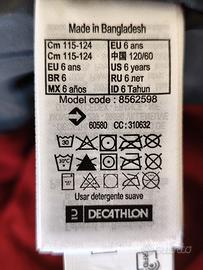 Made in Bangladesh
Cm 115-124 EU 6 ans
Cm 115-124 中国 120/60
EU 6 ans US 6 years
BR 6 RU 6 лет
MX 6 años ID 6 Tahun
Model code : 8562598
60580 CC : 310632
30
30°C
Usar detergente suave
DECATHLON